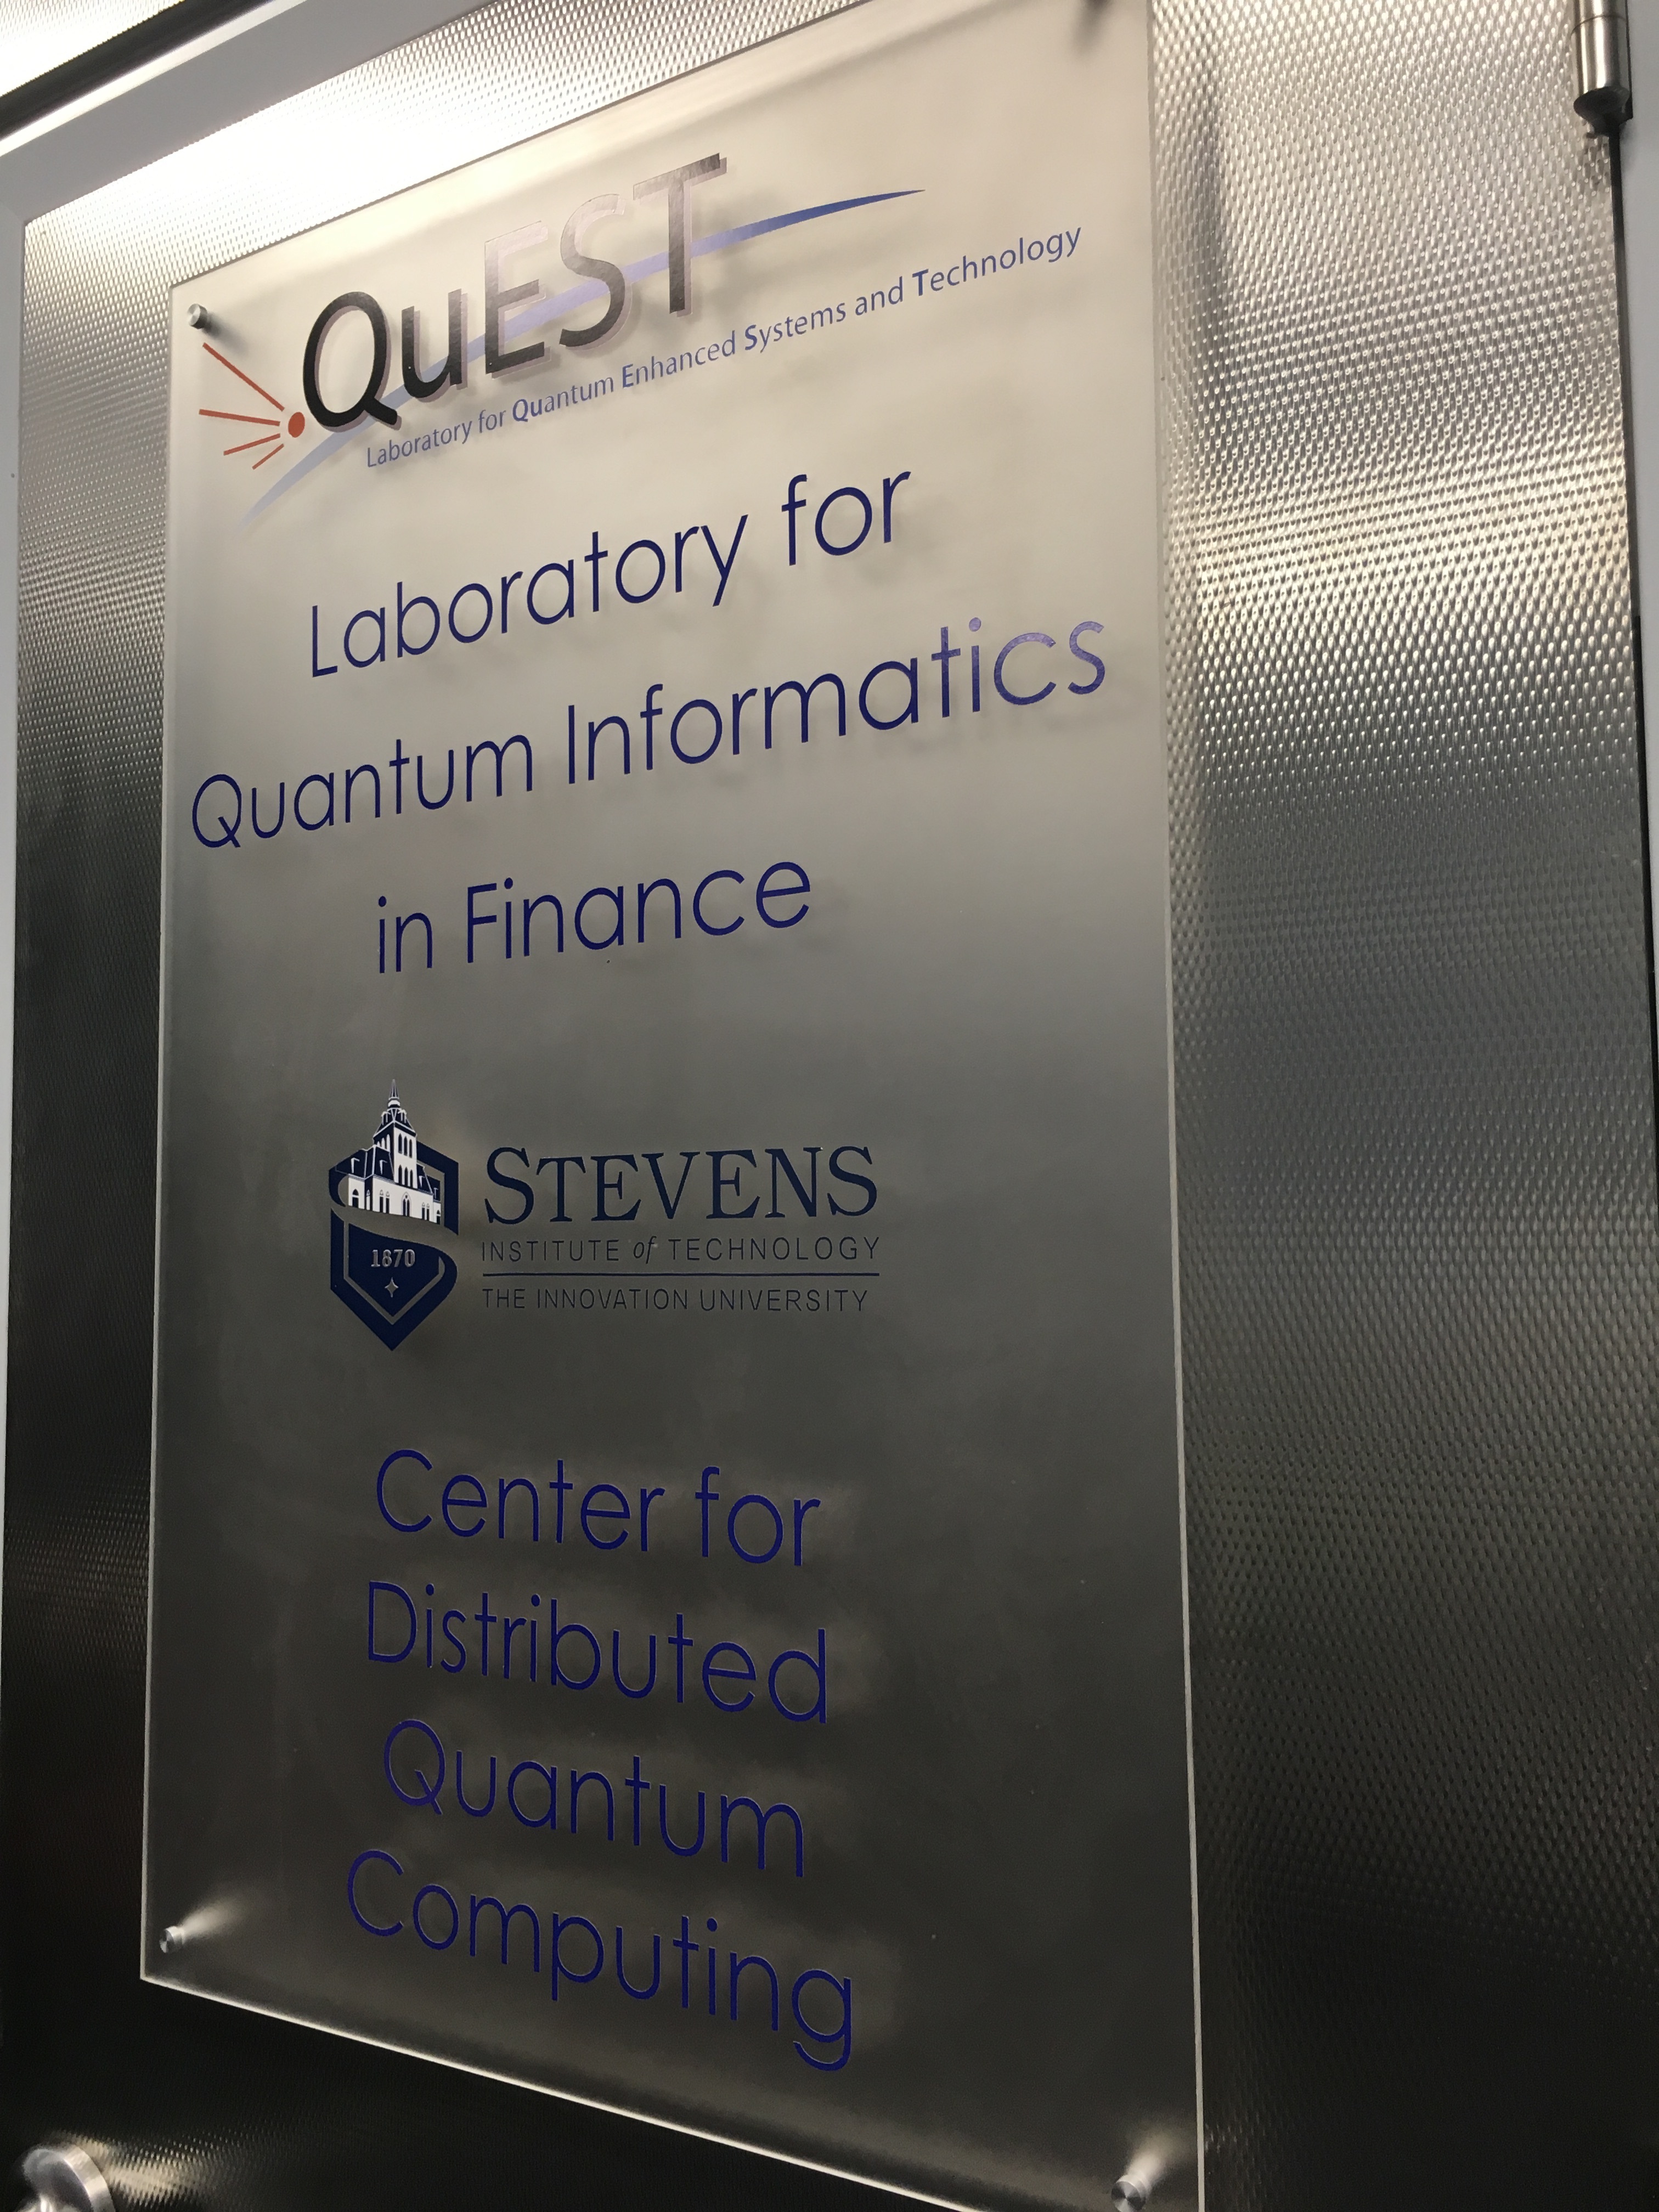 QuEST
Laboratory for Quantum Enhanced Systems and Technology
Laboratory for
Quantum Informatics
in Finance
1870
STEVENS
INSTITUTE of TECHNOLOGY
THE INNOVATION UNIVERSITY
Center for
Distributed
Quantum
Computing